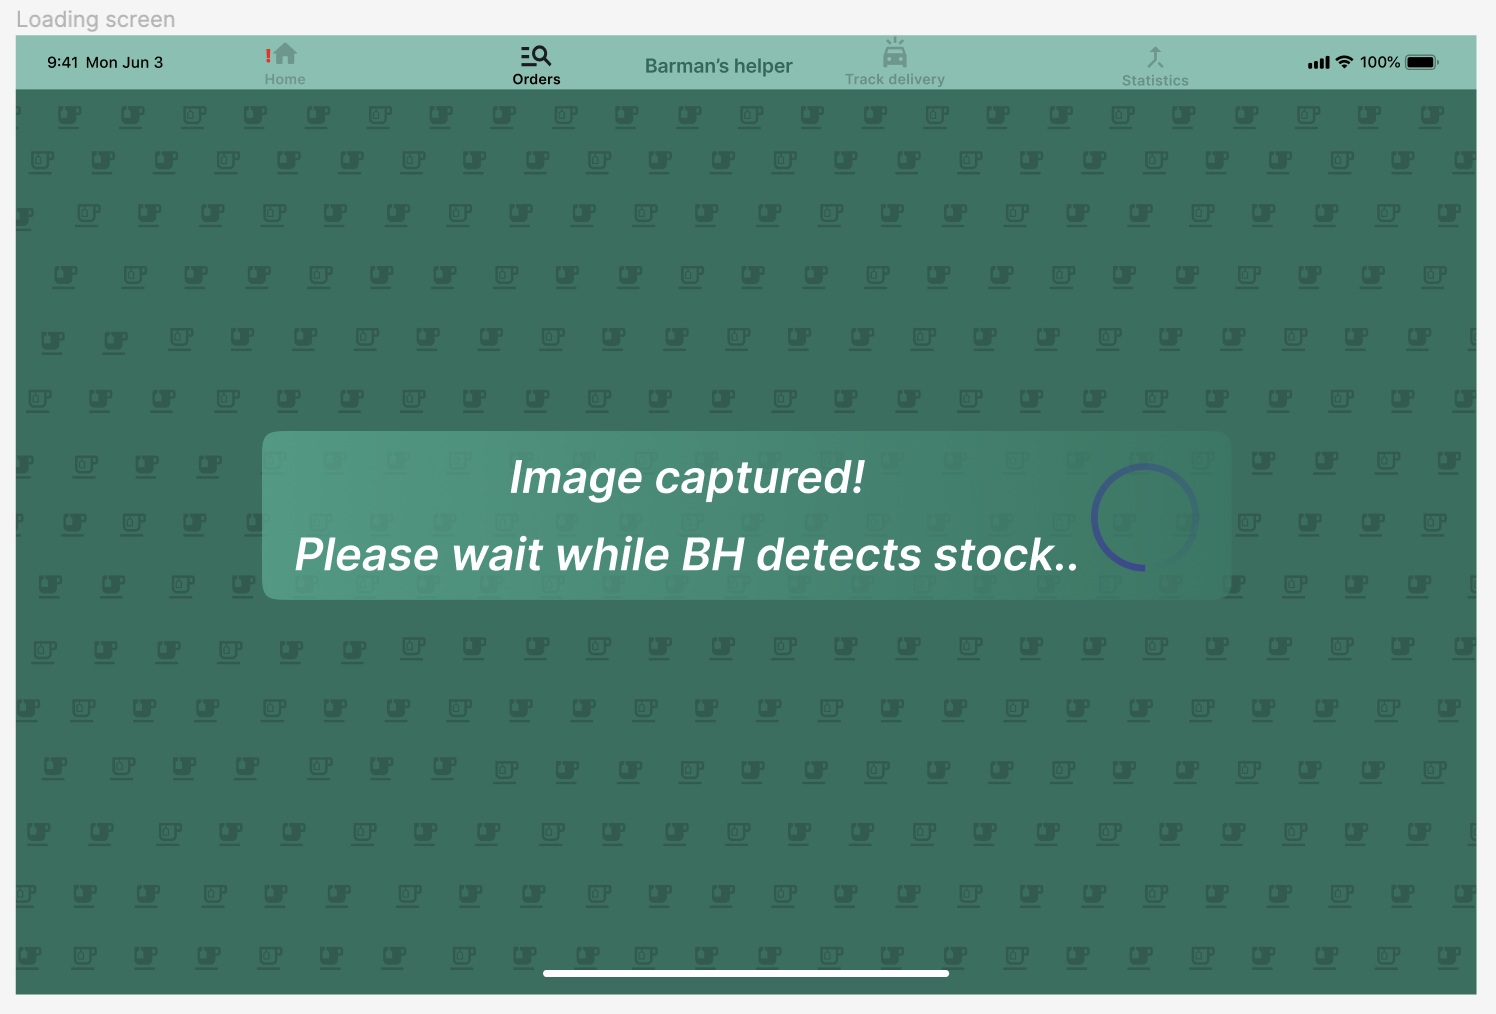 Loading screen
9:41 Mon Jun 3
!
Home
Orders
Barman's helper
Track delivery
Statistics
100%
Image captured!
Please wait while BH detects stock..